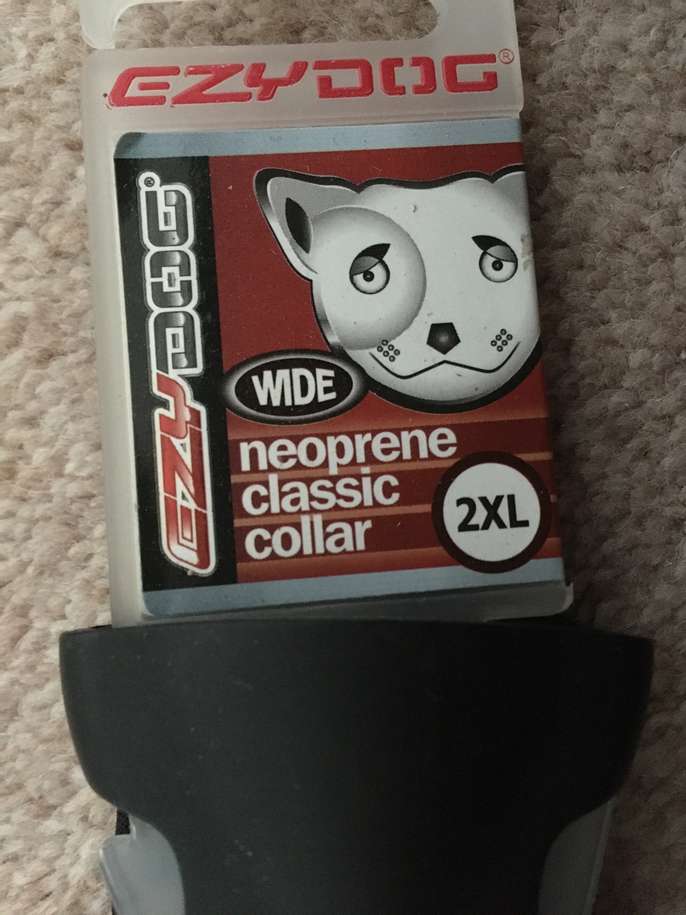 EZYDOG®
EZYDOG®
WIDE
neoprene
classic
collar
2XL